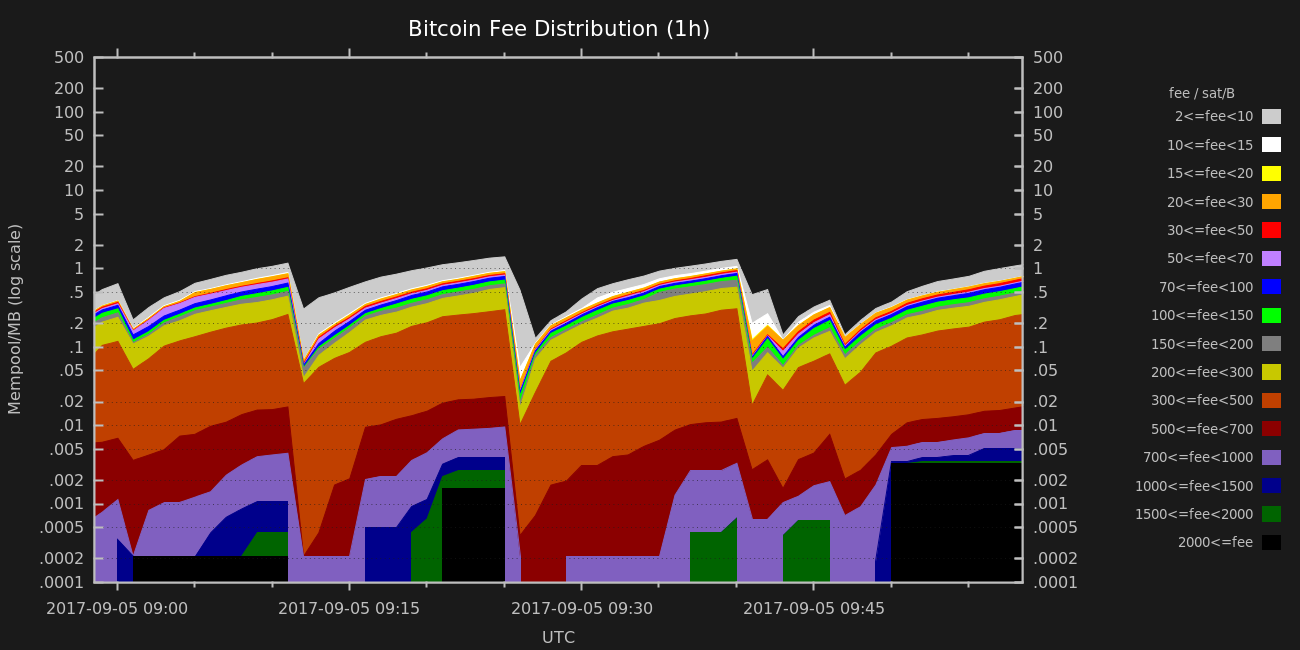 Bitcoin Fee Distribution (1h)
500 500
200 200
100 100
50 50
20 20
10 10
5 5
2 2
1 1
.5 .5
.2 .2
.1 .1
.05 .05
.02 .02
.01 .01
.005 .005
.002 .002
.001 .001
.0005 .0005
.0002 .0002
.0001 .0001
Mempool/MB (log scale)
2017-09-05 09:00 2017-09-05 09:15 2017-09-05 09:30 2017-09-05 09:45
UTC
fee / sat/B
2<=fee<10
10<=fee<15
15<=fee<20
20<=fee<30
30<=fee<50
50<=fee<70
70<=fee<100
100<=fee<150
150<=fee<200
200<=fee<300
300<=fee<500
500<=fee<700
700<=fee<1000
1000<=fee<1500
1500<=fee<2000
2000<=fee